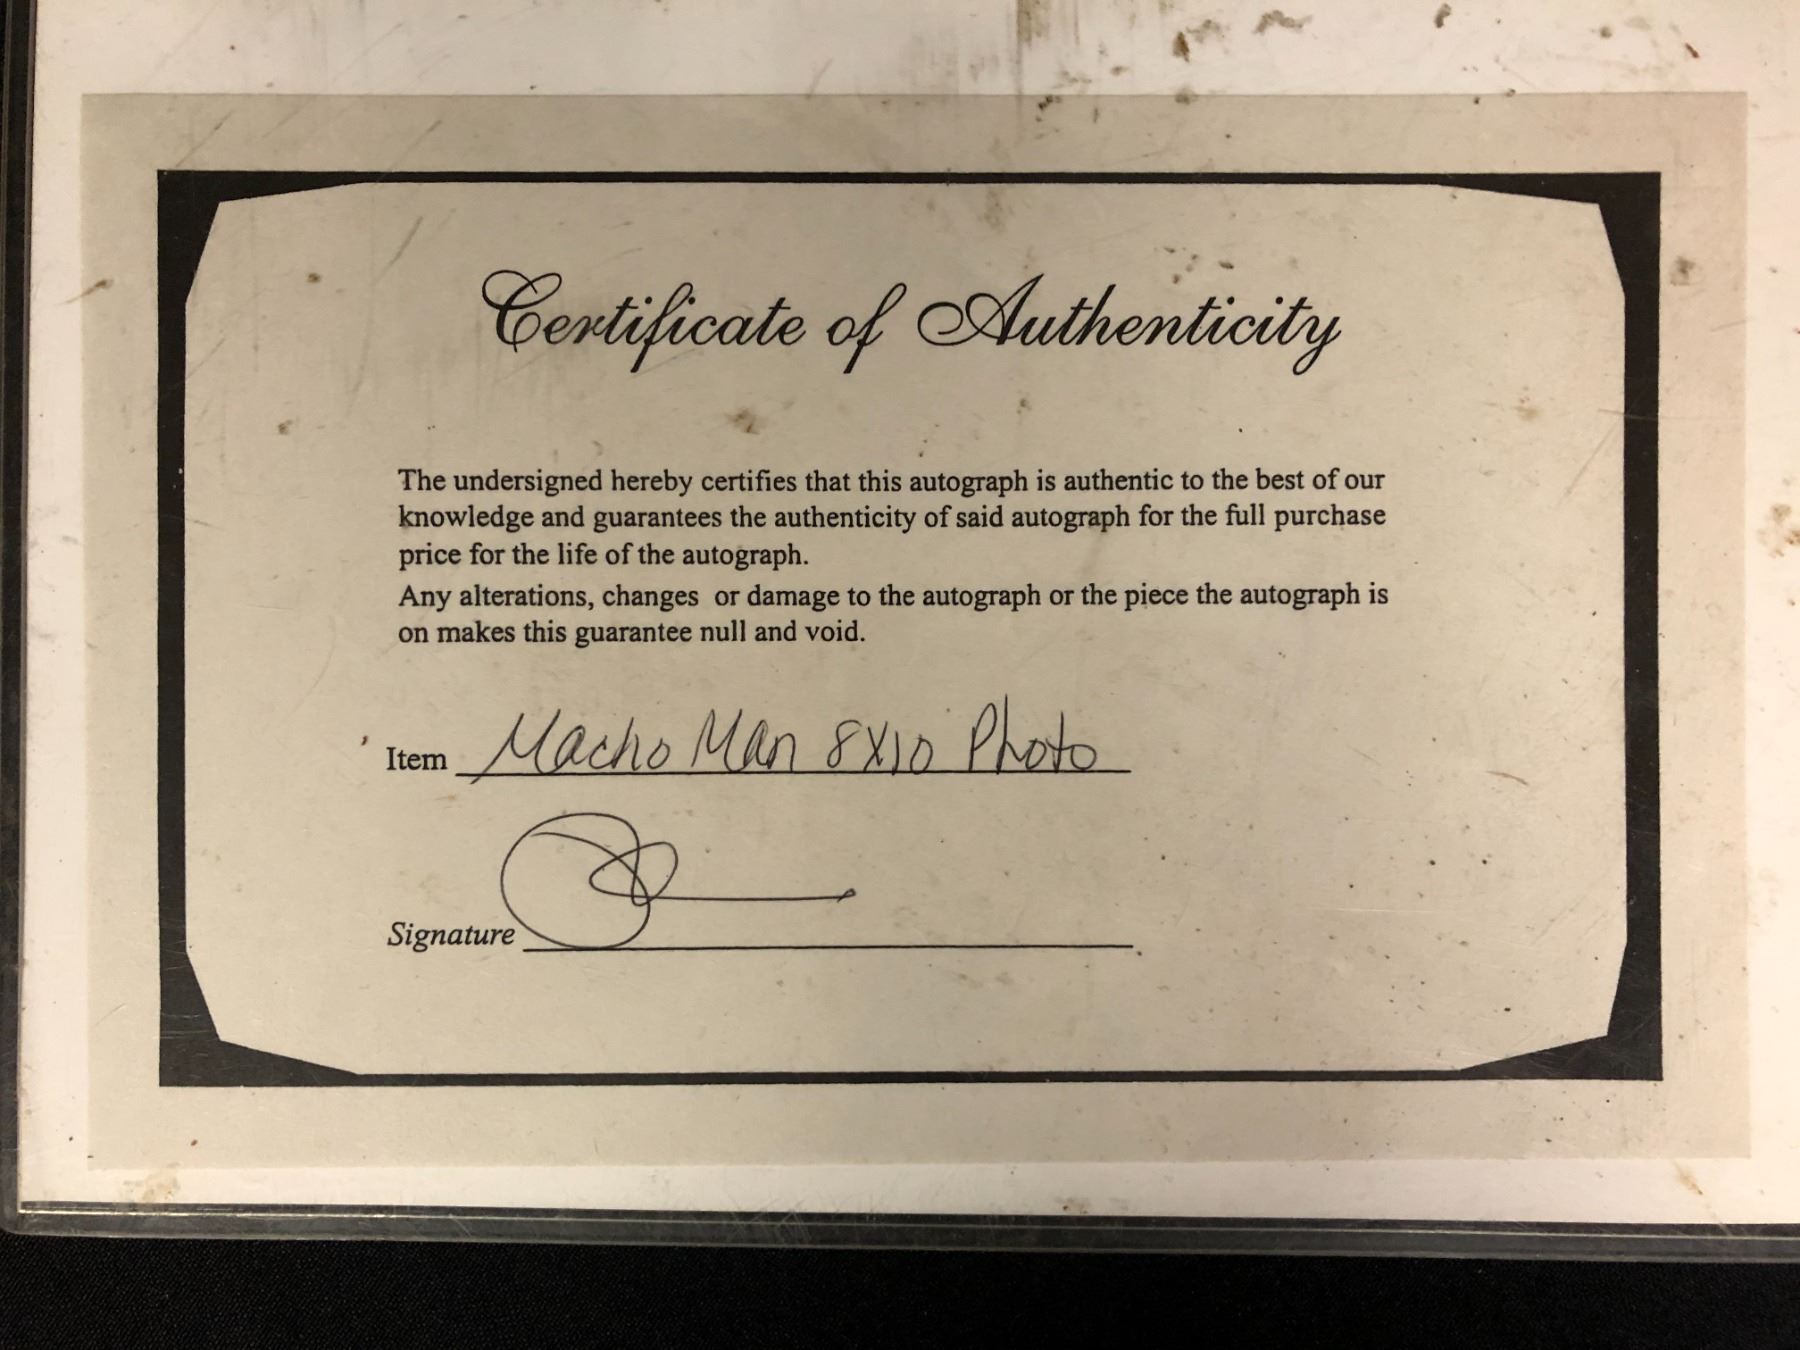 Certificate of Authenticity
The undersigned hereby certifies that this autograph is authentic to the best of our
knowledge and guarantees the authenticity of said autograph for the full purchase
price for the life of the autograph.
Any alterations, changes or damage to the autograph or the piece the autograph is
on makes this guarantee null and void.
Item Macho Man 8X10 Photo
Signature